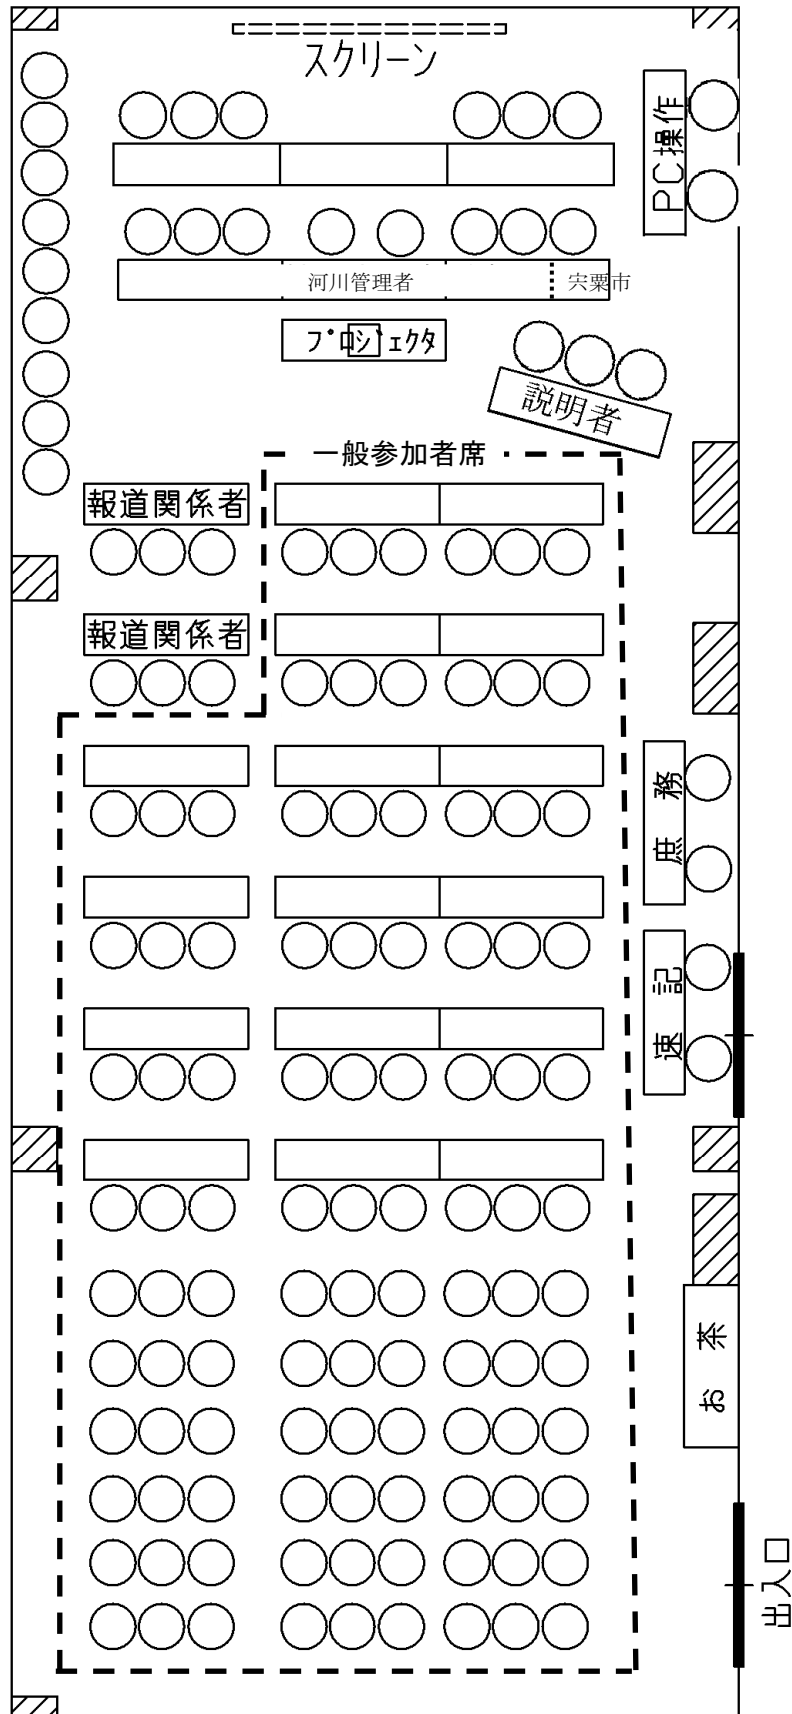 スクリーン
PC操作
河川管理者
宍粟市
プロジェクタ
説明者
一般参加者席
報道関係者
報道関係者
庶務
速記
お茶
出入口